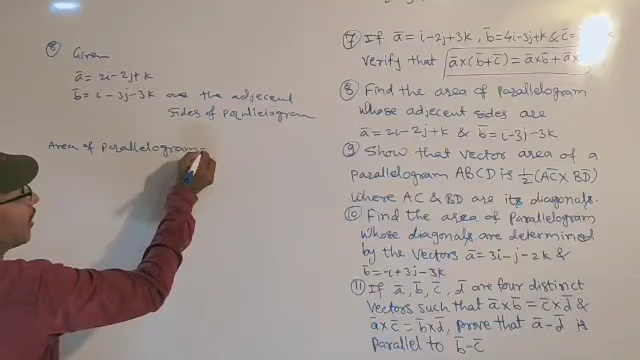 ⑧ Given
ā = 2i-2j+k
b̄ = i-3j-3k are the adjecent
Sides of parallelogram
Area of parallelogram=
⑦ If ā = i-2j+3k, b̄=4i-3j+k & c̄=
verify that ā×(b̄+c̄) = ā×b̄ + ā×
⑧ Find the area of parallelogram
whose adjecent sides are
ā=2i-2j+k & b̄=i-3j-3k
⑨ Show that vector area of a
parallelogram ABCD is ½(AC × BD)
where AC & BD are its diagonals.
⑩ Find the area of parallelogram
whose diagonals are determined
by the vectors ā=3i-j-2k &
b̄=-i+3j-3k
⑪ If ā, b̄, c̄, d̄ are four distinct
vectors such that ā×b̄ = c̄×d̄ &
ā×c̄ = b̄×d̄, prove that ā-d̄ is
parallel to b̄-c̄